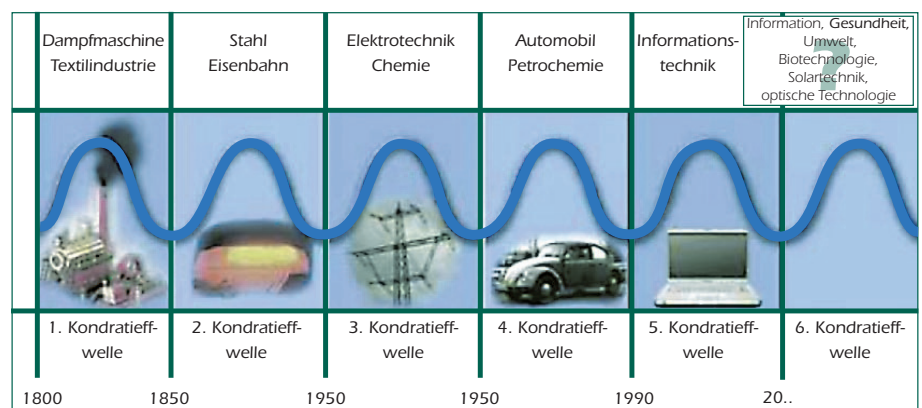 Dampfmaschine
Textilindustrie
Stahl
Eisenbahn
Elektrotechnik
Chemie
Automobil
Petrochemie
Informations-
technik
?
Information, Gesundheit,
Umwelt,
Biotechnologie,
Solartechnik,
optische Technologie
1. Kondratieff-
welle
2. Kondratieff-
welle
3. Kondratieff-
welle
4. Kondratieff-
welle
5. Kondratieff-
welle
6. Kondratieff-
welle
1800 1850 1950 1950 1990 20..